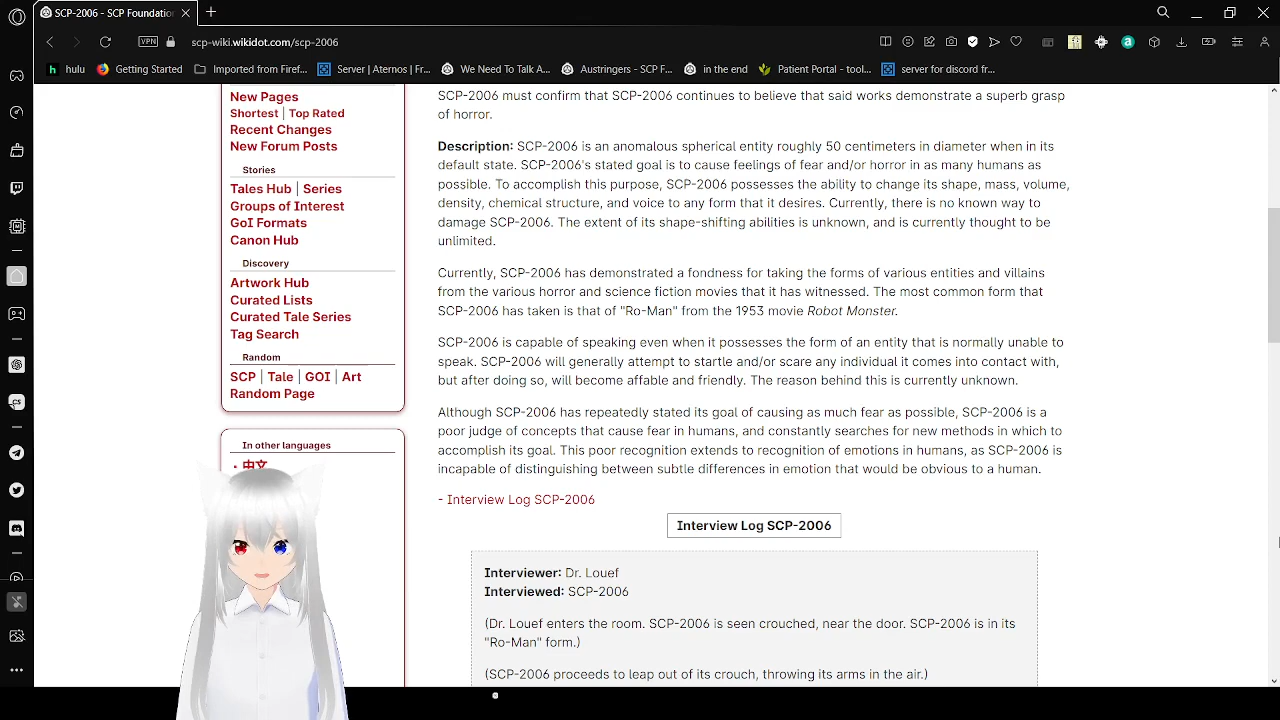 SCP-2006 - SCP Foundation
scp-wiki.wikidot.com/scp-2006
VPN
hulu
Getting Started
Imported from Firef...
Server | Aternos | Fr...
We Need To Talk A...
Austringers - SCP F...
in the end
Patient Portal - tool...
server for discord fr...
New Pages
Shortest | Top Rated
Recent Changes
New Forum Posts
Stories
Tales Hub | Series
Groups of Interest
GoI Formats
Canon Hub
Discovery
Artwork Hub
Curated Lists
Curated Tale Series
Tag Search
Random
SCP | Tale | GOI | Art
Random Page
In other languages
中文
SCP-2006 must confirm that SCP-2006 continues to believe that said works demonstrate a superb grasp
of horror.
Description: SCP-2006 is an anomalous spherical entity roughly 50 centimeters in diameter when in its
default state. SCP-2006's stated goal is to cause feelings of fear and/or horror in as many humans as
possible. To accomplish this purpose, SCP-2006 possesses the ability to change its shape, mass, volume,
density, chemical structure, and voice to any form that it desires. Currently, there is no known way to
damage SCP-2006. The extent of its shape-shifting abilities is unknown, and is currently thought to be
unlimited.
Currently, SCP-2006 has demonstrated a fondness for taking the forms of various entities and villains
from the various horror and science fiction movies that it has witnessed. The most common form that
SCP-2006 has taken is that of "Ro-Man" from the 1953 movie Robot Monster.
SCP-2006 is capable of speaking even when it possesses the form of an entity that is normally unable to
speak. SCP-2006 will generally attempt to startle and/or scare any individual it comes into contact with,
but after doing so, will become affable and friendly. The reason behind this is currently unknown.
Although SCP-2006 has repeatedly stated its goal of causing as much fear as possible, SCP-2006 is a
poor judge of concepts that cause fear in humans, and constantly searches for new methods in which to
accomplish its goal. This poor recognition extends to recognition of emotions in humans, as SCP-2006 is
incapable of distinguishing between subtle differences in emotion that would be obvious to a human.
- Interview Log SCP-2006
Interview Log SCP-2006
Interviewer: Dr. Louef
Interviewed: SCP-2006
(Dr. Louef enters the room. SCP-2006 is seen crouched, near the door. SCP-2006 is in its
"Ro-Man" form.)
(SCP-2006 proceeds to leap out of its crouch, throwing its arms in the air.)